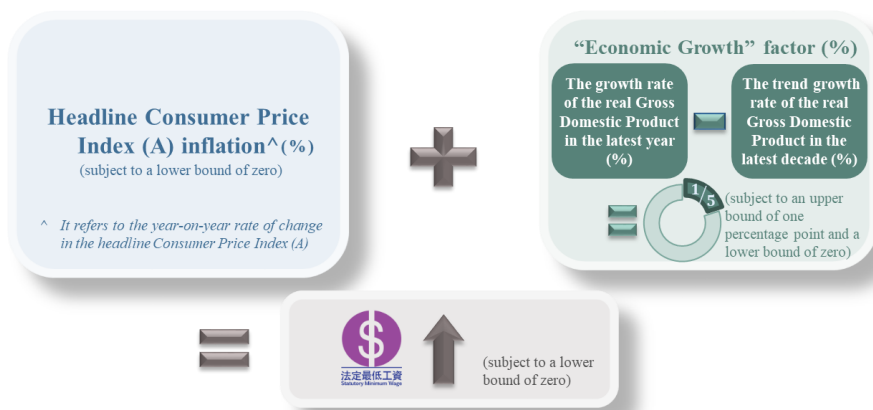 Headline Consumer Price
Index (A) inflation^(%)
(subject to a lower bound of zero)
^ It refers to the year-on-year rate of change
in the headline Consumer Price Index (A)
“Economic Growth” factor (%)
The growth rate
of the real Gross
Domestic Product
in the latest year
(%)
The trend growth
rate of the real
Gross Domestic
Product in the
latest decade (%)
1/5
(subject to an upper
bound of one
percentage point and a
lower bound of zero)
$
法定最低工資
Statutory Minimum Wage
(subject to a lower
bound of zero)